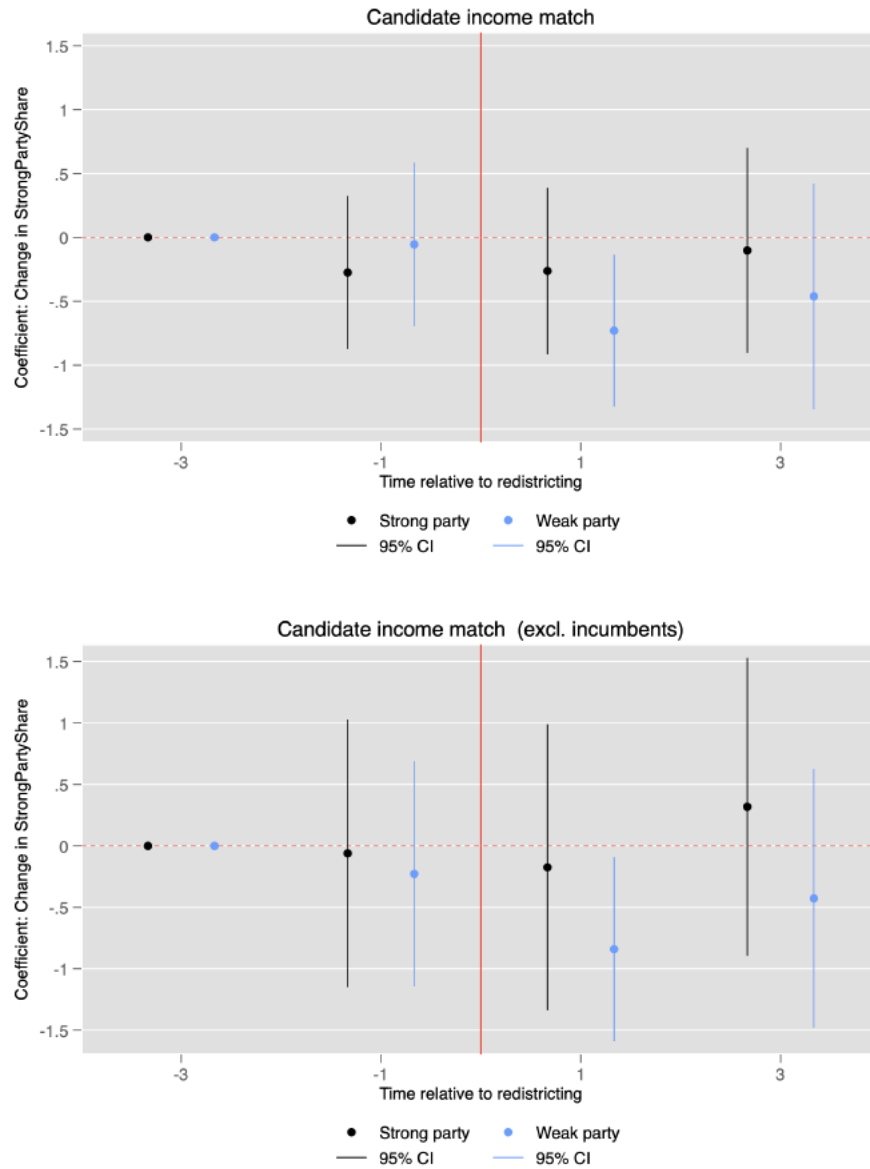 Candidate income match
Coefficient: Change in StrongPartyShare
1.5
1
.5
0
-.5
-1
-1.5
-3 -1 1 3
Time relative to redistricting
Strong party Weak party
95% CI 95% CI
Candidate income match (excl. incumbents)
Coefficient: Change in StrongPartyShare
1.5
1
.5
0
-.5
-1
-1.5
-3 -1 1 3
Time relative to redistricting
Strong party Weak party
95% CI 95% CI